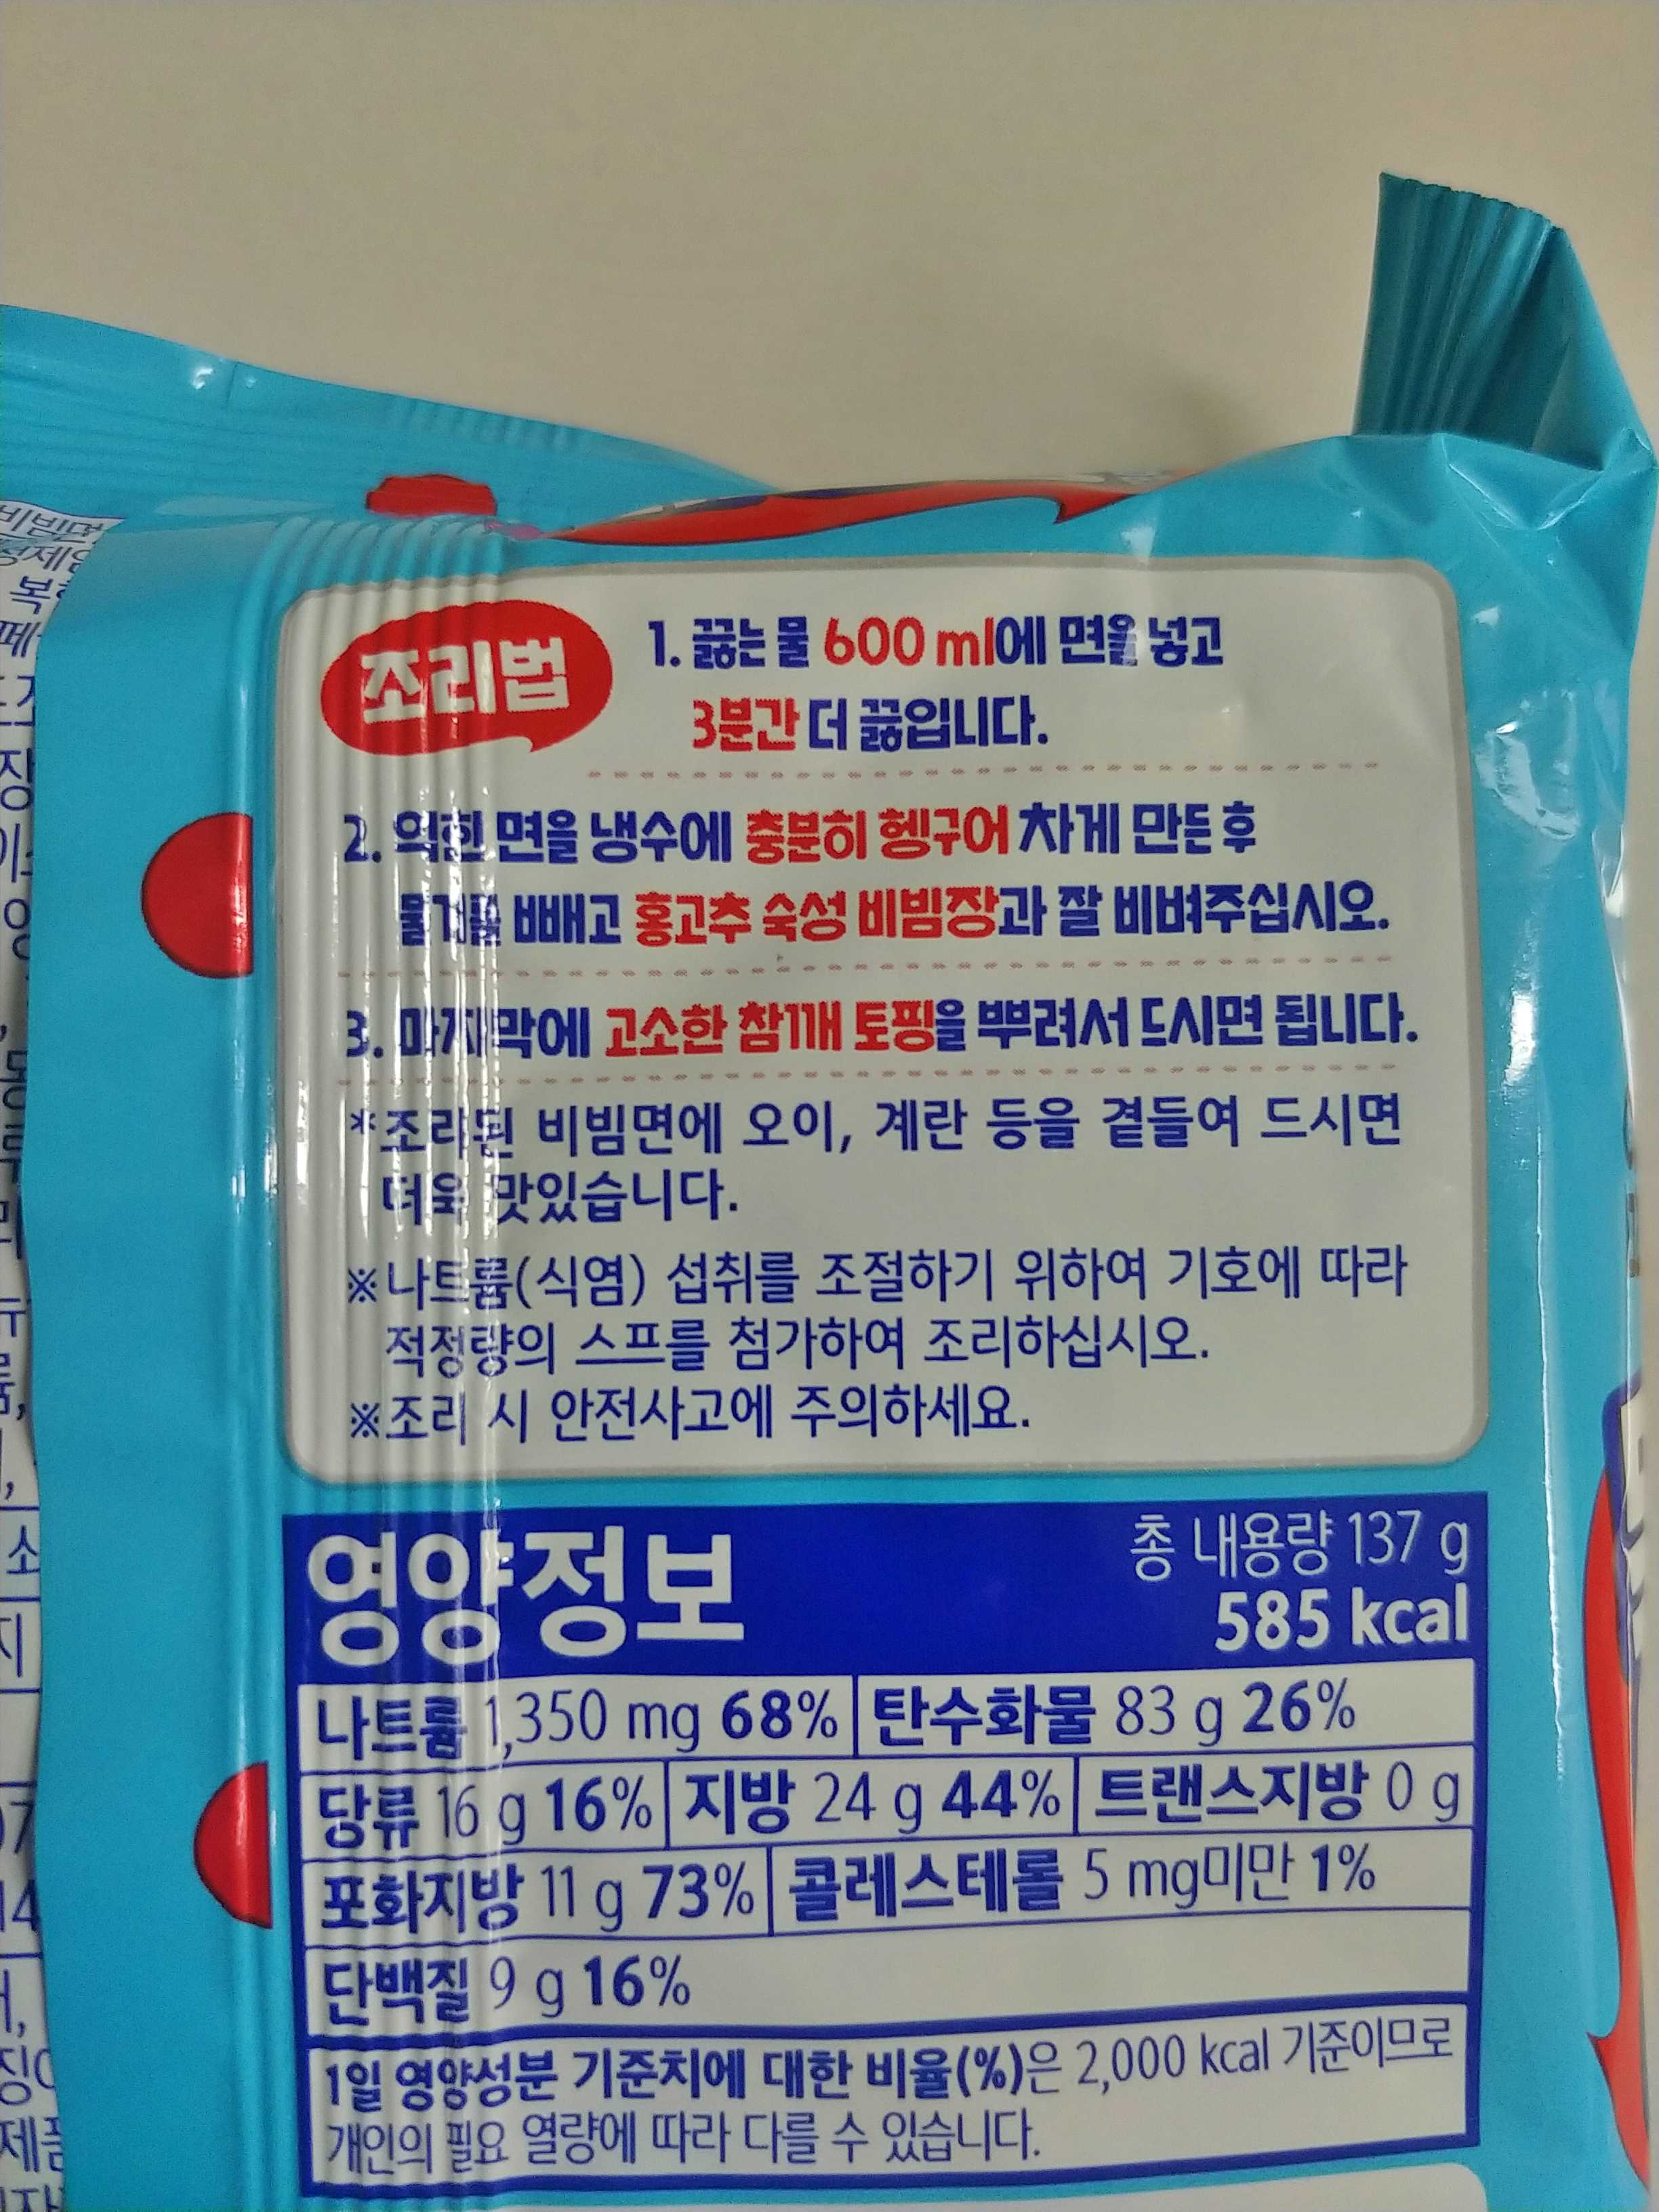 조리법
1. 끓는 물 600 ml에 면을 넣고
3분간 더 끓입니다.
2. 익힌 면을 냉수에 충분히 헹구어 차게 만든 후
물기를 빼고 홍고추 숙성 비빔장과 잘 비벼주십시오.
3. 마지막에 고소한 참깨 토핑을 뿌려서 드시면 됩니다.
*조리된 비빔면에 오이, 계란 등을 곁들여 드시면
더욱 맛있습니다.
※나트륨(식염) 섭취를 조절하기 위하여 기호에 따라
적정량의 스프를 첨가하여 조리하십시오.
※조리 시 안전사고에 주의하세요.
영양정보
총 내용량 137 g
585 kcal
나트륨 1,350 mg 68% 탄수화물 83 g 26%
당류 16 g 16% 지방 24 g 44% 트랜스지방 0 g
포화지방 11 g 73% 콜레스테롤 5 mg미만 1%
단백질 9 g 16%
1일 영양성분 기준치에 대한 비율(%)은 2,000 kcal 기준이므로
개인의 필요 열량에 따라 다를 수 있습니다.
비빔면